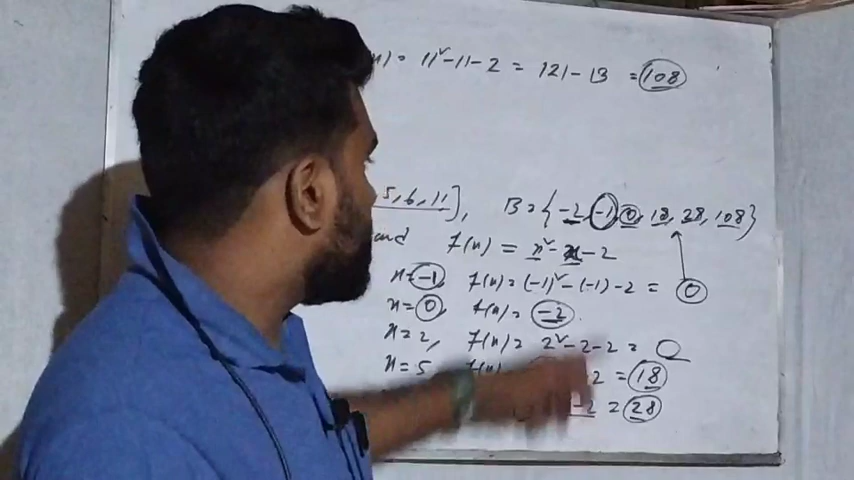 ) = 11² - 11 - 2 = 121 - 13 = 108
5, 6, 11], B = {-2, -1, 0, 18, 28, 108}
and f(x) = x² - x - 2
x = -1, f(x) = (-1)² - (-1) - 2 = 0
x = 0, f(x) = -2
x = 2, f(x) = 2² - 2 - 2 = 0
x = 5 f(x) 2 = 18
- 2 = 28